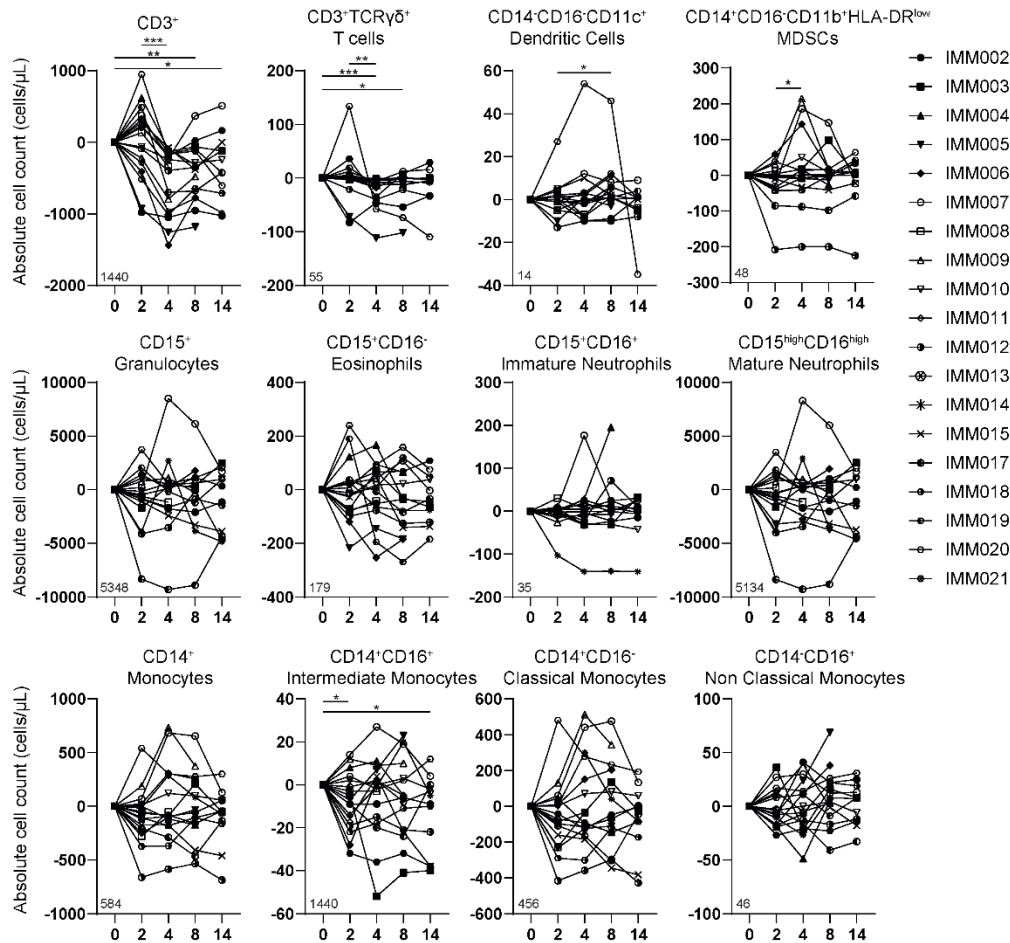 CD3⁺
CD3⁺TCRγδ⁺
T cells
CD14⁻CD16⁻CD11c⁺
Dendritic Cells
CD14⁺CD16⁻CD11b⁺HLA-DRˡᵒʷ
MDSCs
Absolute cell count (cells/µL)
1000
0
-1000
-2000
***
**
*
1440
0 2 4 8 14
200
100
0
-100
-200
**
***
*
55
0 2 4 8 14
60
40
20
0
-20
-40
*
14
0 2 4 8 14
300
200
100
0
-100
-200
-300
*
48
0 2 4 8 14
IMM002
IMM003
IMM004
IMM005
IMM006
IMM007
IMM008
IMM009
IMM010
IMM011
IMM012
IMM013
IMM014
IMM015
IMM017
IMM018
IMM019
IMM020
IMM021
CD15⁺
Granulocytes
CD15⁺CD16⁻
Eosinophils
CD15⁺CD16⁺
Immature Neutrophils
CD15ʰⁱᵍʰCD16ʰⁱᵍʰ
Mature Neutrophils
Absolute cell count (cells/µL)
10000
5000
0
-5000
-10000
5348
0 2 4 8 14
400
200
0
-200
-400
179
0 2 4 8 14
300
200
100
0
-100
-200
35
0 2 4 8 14
10000
5000
0
-5000
-10000
5134
0 2 4 8 14
CD14⁺
Monocytes
CD14⁺CD16⁺
Intermediate Monocytes
CD14⁺CD16⁻
Classical Monocytes
CD14⁻CD16⁺
Non Classical Monocytes
Absolute cell count (cells/µL)
1000
500
0
-500
-1000
584
0 2 4 8 14
40
20
0
-20
-40
-60
*
*
1440
0 2 4 8 14
600
400
200
0
-200
-400
-600
456
0 2 4 8 14
100
50
0
-50
-100
46
0 2 4 8 14